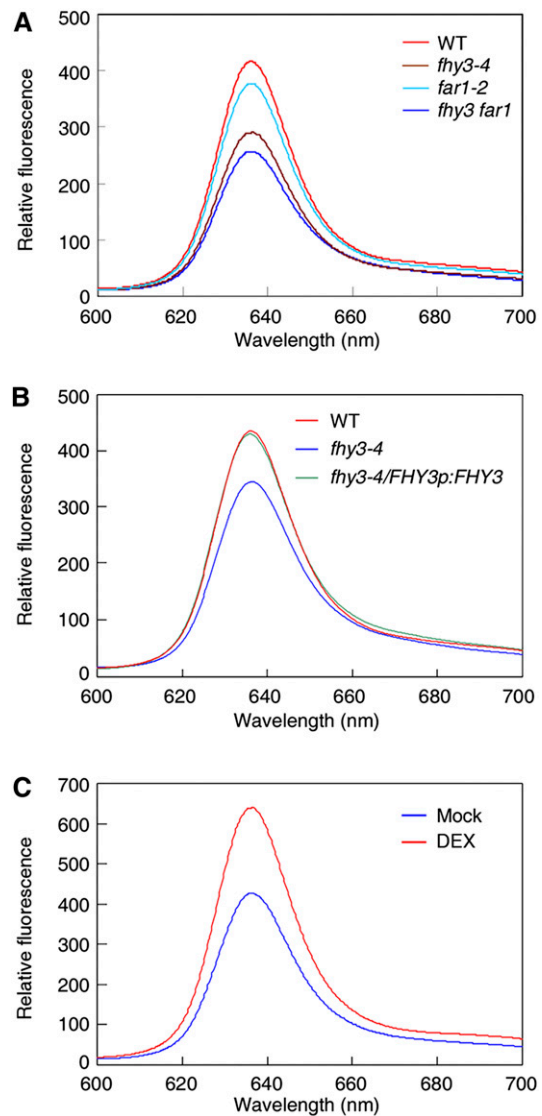 A
500
400
300
200
100
0
Relative fluorescence
WT
fhy3-4
far1-2
fhy3 far1
600 620 640 660 680 700
Wavelength (nm)
B
500
400
300
200
100
0
Relative fluorescence
WT
fhy3-4
fhy3-4/FHY3p:FHY3
600 620 640 660 680 700
Wavelength (nm)
C
700
600
500
400
300
200
100
0
Relative fluorescence
Mock
DEX
600 620 640 660 680 700
Wavelength (nm)